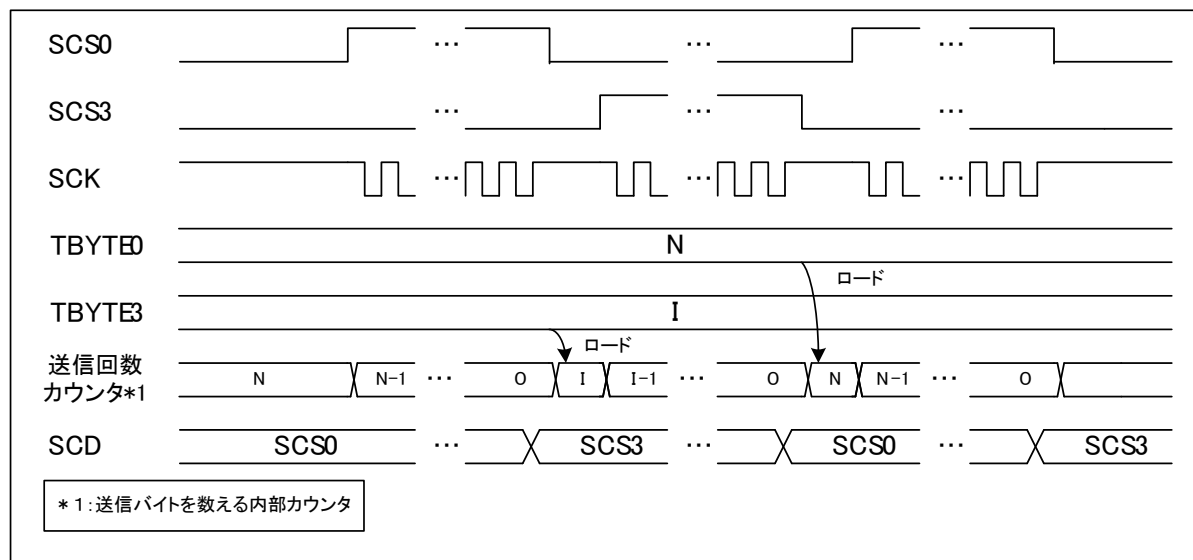 SCS0 ... ... ...
SCS3 ... ... ...
SCK ... ... ...
TBYTE0 N
ロード
TBYTE3 I
ロード
送信回数
カウンタ*1 N N-1 ... 0 I I-1 ... 0 N N-1 ... 0
SCD SCS0 ... SCS3 ... SCS0 ... SCS3
*1:送信バイトを数える内部カウンタ